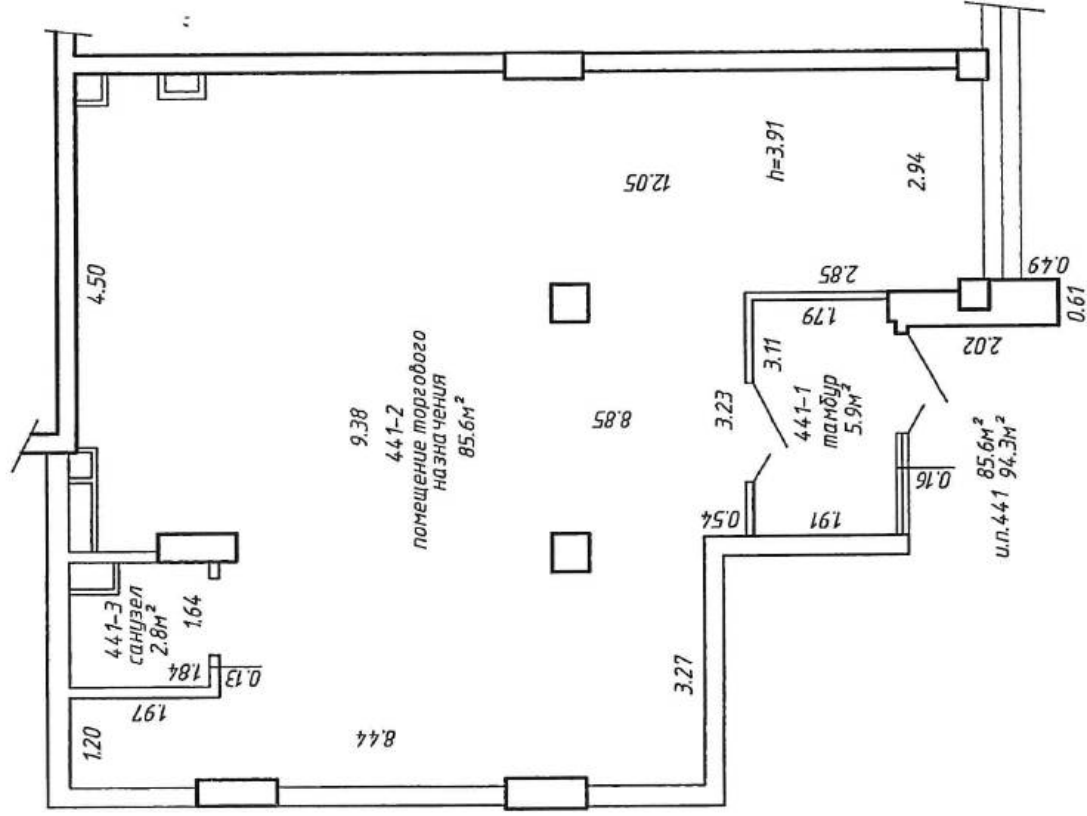 4.50
12.05
h=3.91
2.94
9.38
441-2
помещение торгового
назначения
85.6м²
8.85
2.85
1.79
3.11
3.23
0.49
0.61
2.02
441-1
тамбур
5.9м²
0.54
1.91
0.16
и.п.441 85.6м²
94.3м²
441-3
санузел
2.8м²
1.64
1.84
0.13
1.97
1.20
8.44
3.27